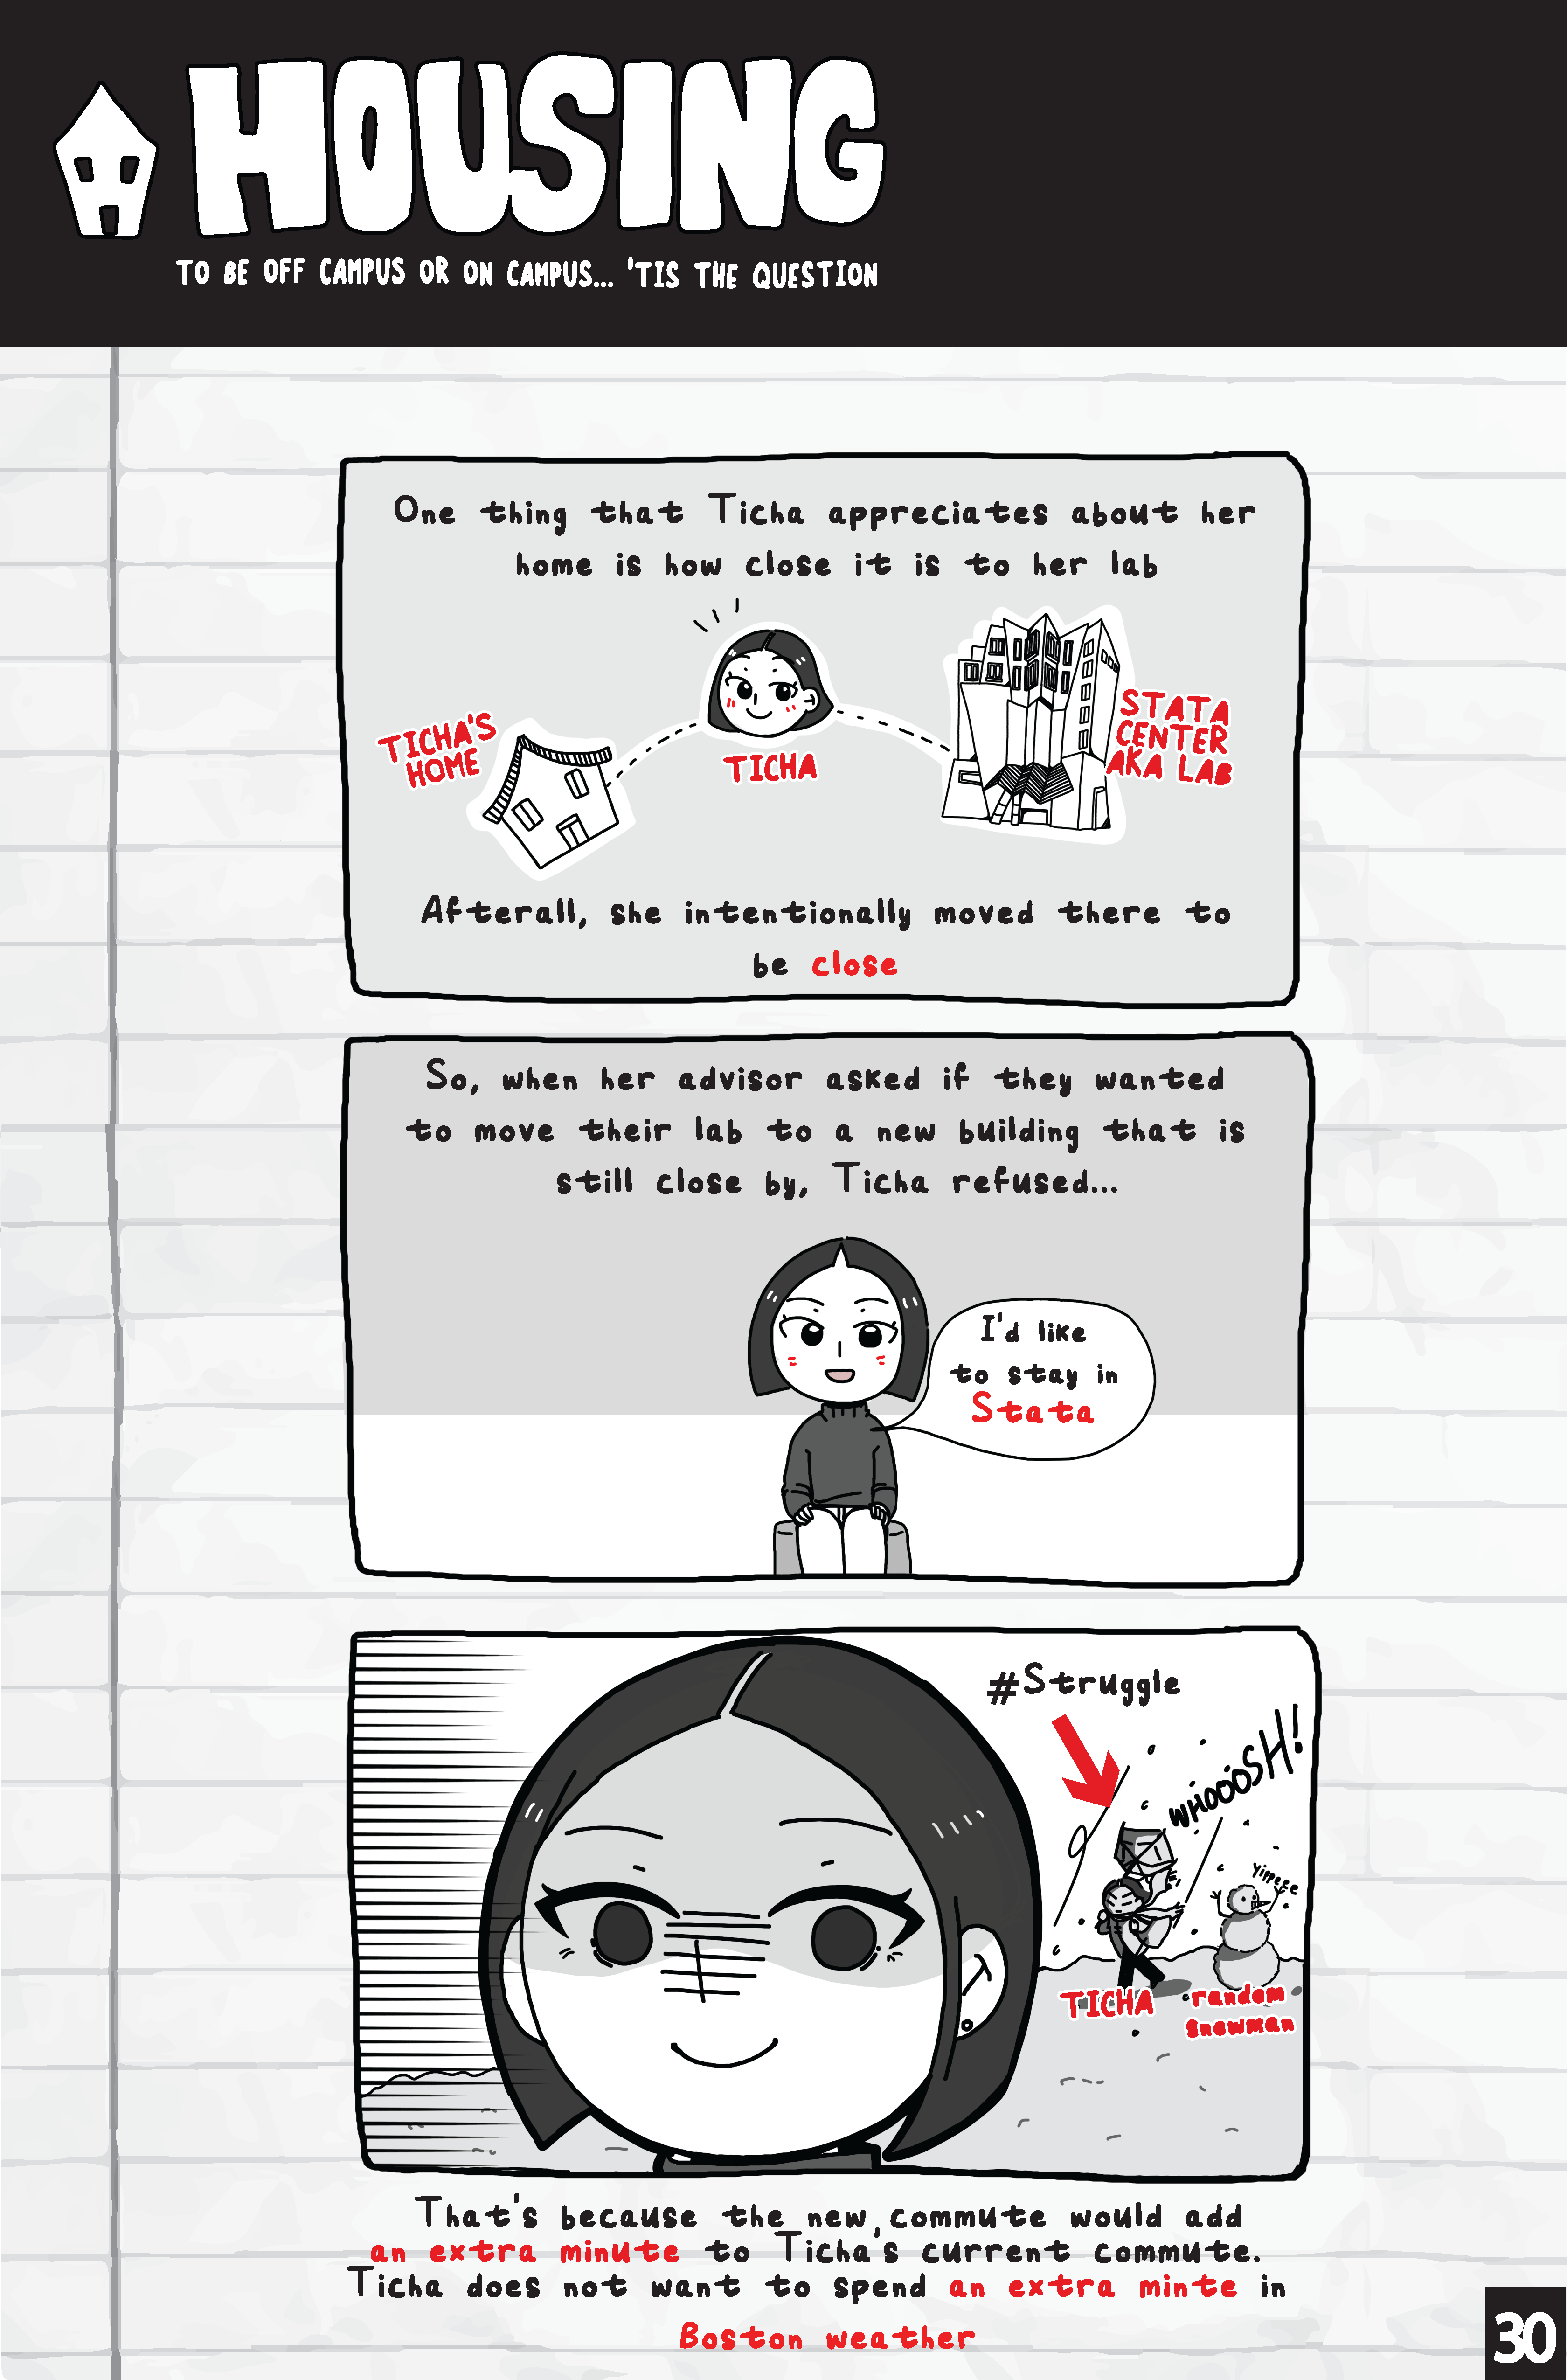 HOUSING
TO BE OFF CAMPUS OR ON CAMPUS... 'TIS THE QUESTION
One thing that Ticha appreciates about her
home is how close it is to her lab
TICHA'S
HOME
TICHA
STATA
CENTER
AKA LAB
Afterall, she intentionally moved there to
be close
So, when her advisor asked if they wanted
to move their lab to a new building that is
still close by, Ticha refused...
I'd like
to stay in
Stata
#Struggle
WHOOOSH!
Yippeee
TICHA
random
snowman
That's because the new commute would add
an extra minute to Ticha's current commute.
Ticha does not want to spend an extra minte in
Boston weather
30